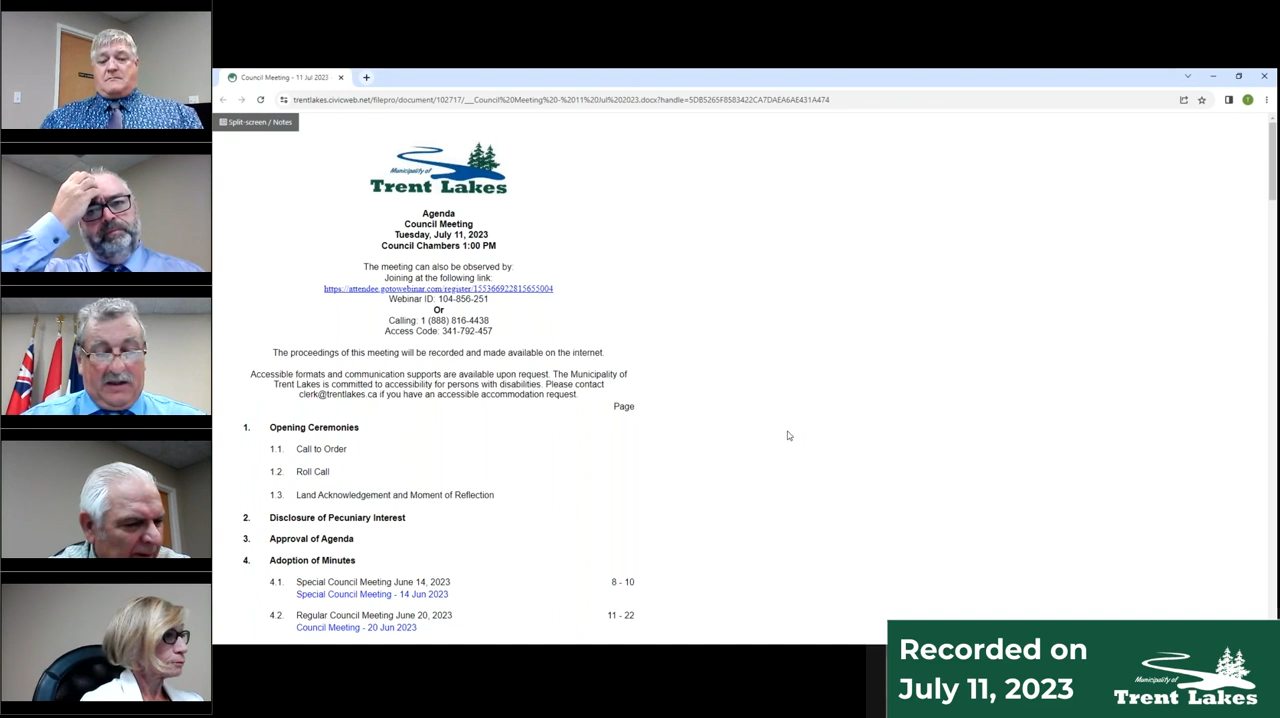 Council Meeting - 11 Jul 2023
trentlakes.civicweb.net/filepro/document/102717/__Council%20Meeting%20-%2011%20Jul%202023.docx?handle=5DB5265F8583422CA7DAEA6AE431A474
Split-screen / Notes
Municipality of
Trent Lakes
Agenda
Council Meeting
Tuesday, July 11, 2023
Council Chambers 1:00 PM
The meeting can also be observed by:
Joining at the following link:
https://attendee.gotowebinar.com/register/155366922815655004
Webinar ID: 104-856-251
Or
Calling: 1 (888) 816-4438
Access Code: 341-792-457
The proceedings of this meeting will be recorded and made available on the internet.
Accessible formats and communication supports are available upon request. The Municipality of
Trent Lakes is committed to accessibility for persons with disabilities. Please contact
clerk@trentlakes.ca if you have an accessible accommodation request.
Page
1. Opening Ceremonies
1.1. Call to Order
1.2. Roll Call
1.3. Land Acknowledgement and Moment of Reflection
2. Disclosure of Pecuniary Interest
3. Approval of Agenda
4. Adoption of Minutes
4.1. Special Council Meeting June 14, 2023 8 - 10
Special Council Meeting - 14 Jun 2023
4.2. Regular Council Meeting June 20, 2023 11 - 22
Council Meeting - 20 Jun 2023
Recorded on
July 11, 2023
Municipality of
Trent Lakes